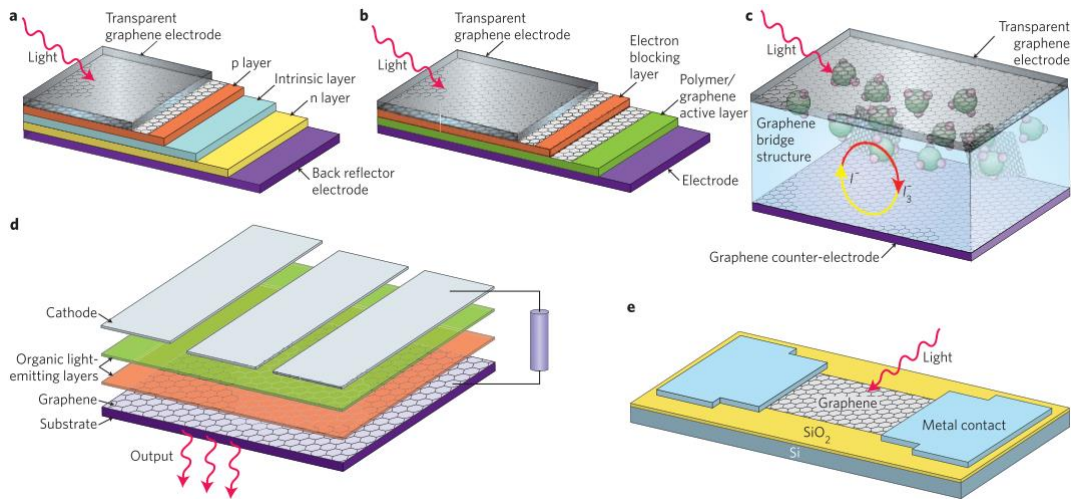 a
Transparent
graphene electrode
Light
p layer
Intrinsic layer
n layer
Back reflector
electrode
b
Transparent
graphene electrode
Light
Electron
blocking
layer
Polymer/
graphene
active layer
Electrode
c
Light
Transparent
graphene
electrode
Graphene
bridge
structure
I⁻
I₃⁻
Graphene counter-electrode
d
Cathode
Organic light-
emitting layers
Graphene
Substrate
Output
e
Light
Graphene
Metal contact
SiO₂
Si